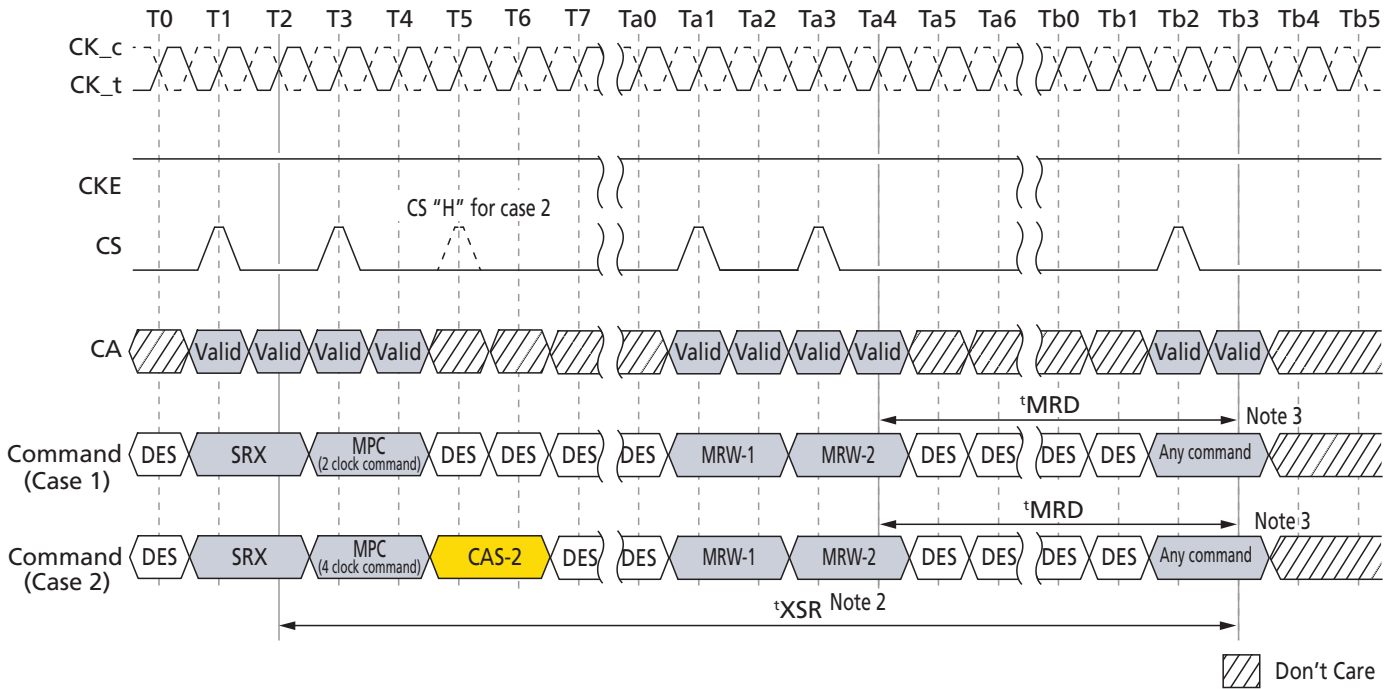 T0 T1 T2 T3 T4 T5 T6 T7 Ta0 Ta1 Ta2 Ta3 Ta4 Ta5 Ta6 Tb0 Tb1 Tb2 Tb3 Tb4 Tb5
CK_c
CK_t
CKE
CS "H" for case 2
CS
CA Valid Valid Valid Valid Valid Valid Valid Valid Valid Valid
tMRD Note 3
Command (Case 1) DES SRX MPC (2 clock command) DES DES DES DES MRW-1 MRW-2 DES DES DES DES Any command
tMRD Note 3
Command (Case 2) DES SRX MPC (4 clock command) CAS-2 DES DES MRW-1 MRW-2 DES DES DES DES Any command
tXSR Note 2
Don't Care